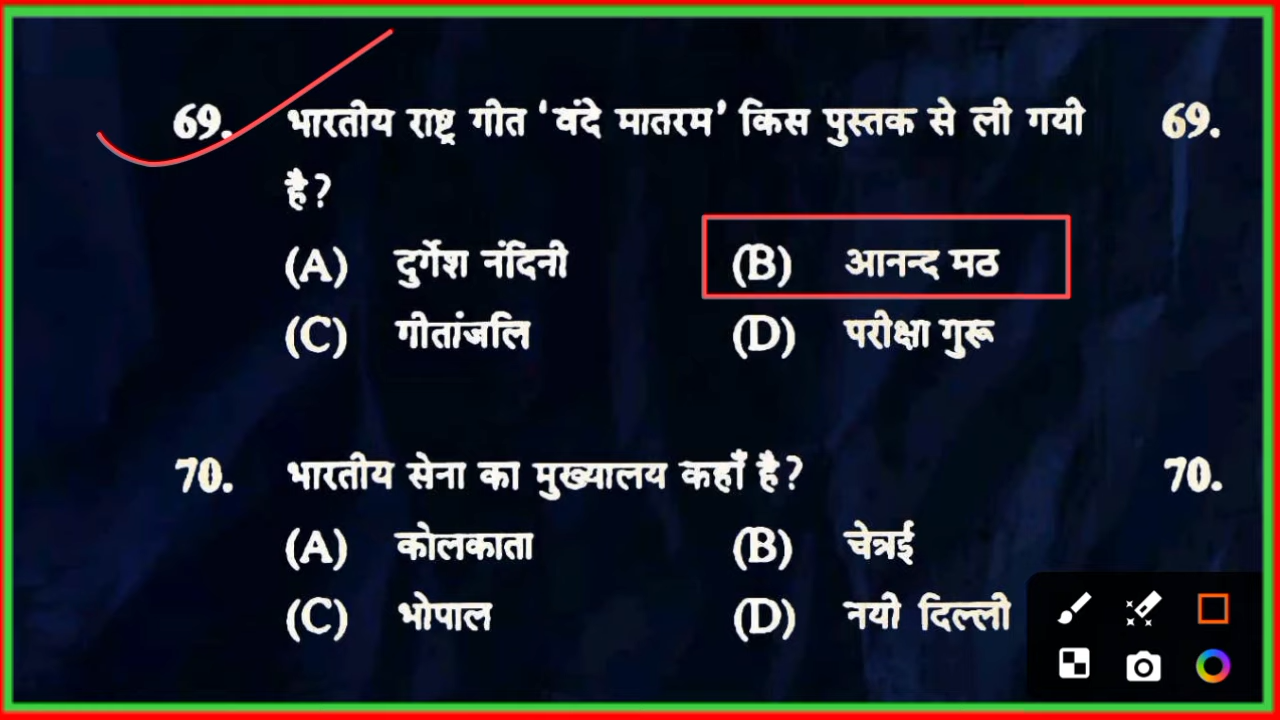 69. भारतीय राष्ट्र गीत ‘वंदे मातरम’ किस पुस्तक से ली गयी 69.
है?
(A) दुर्गेश नंदिनी (B) आनन्द मठ
(C) गीतांजलि (D) परीक्षा गुरू
70. भारतीय सेना का मुख्यालय कहाँ है? 70.
(A) कोलकाता (B) चेन्नई
(C) भोपाल (D) नयी दिल्ली